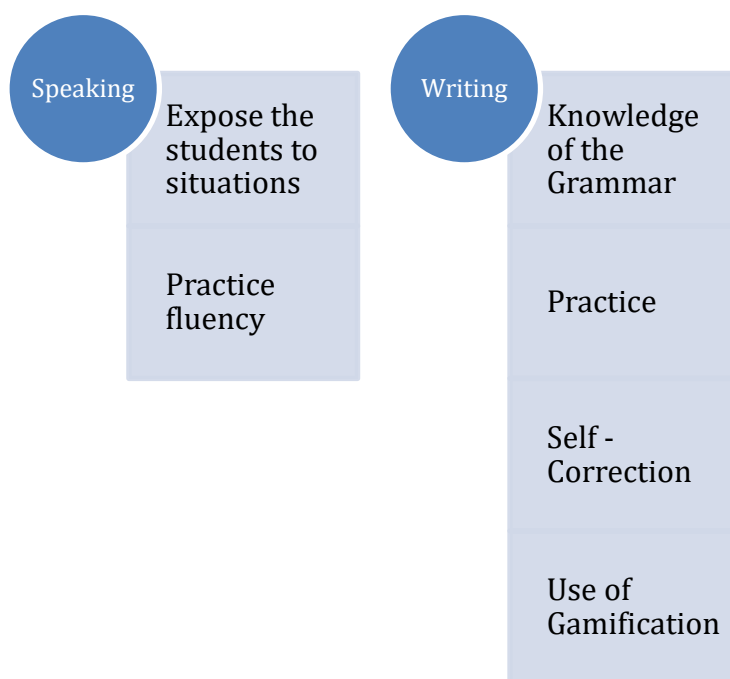 Speaking
Expose the
students to
situations
Practice
fluency
Writing
Knowledge
of the
Grammar
Practice
Self -
Correction
Use of
Gamification